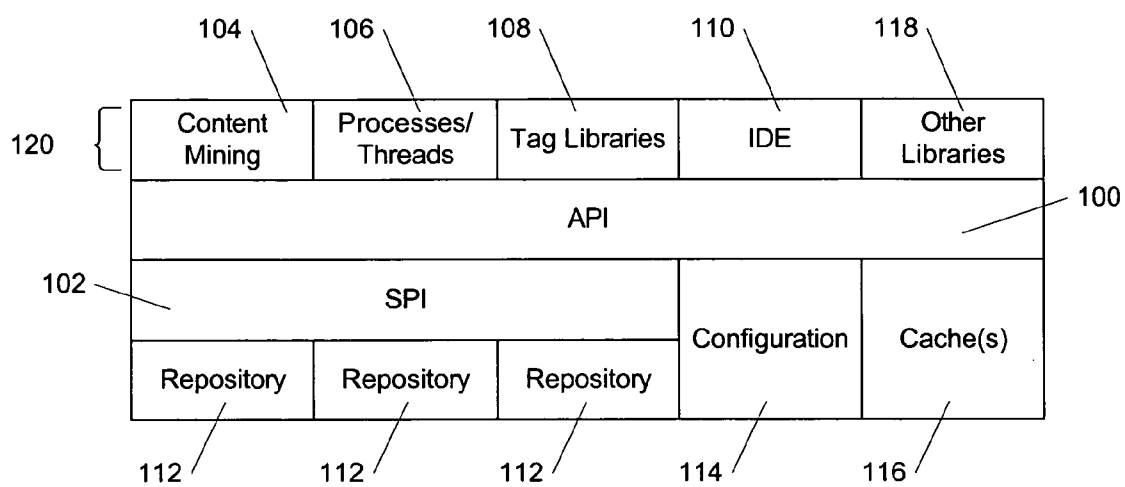 104 106 108 110 118
120
Content
Mining
Processes/
Threads
Tag Libraries
IDE
Other
Libraries
API
100
102
SPI
Configuration
Cache(s)
Repository Repository Repository
112 112 112 114 116